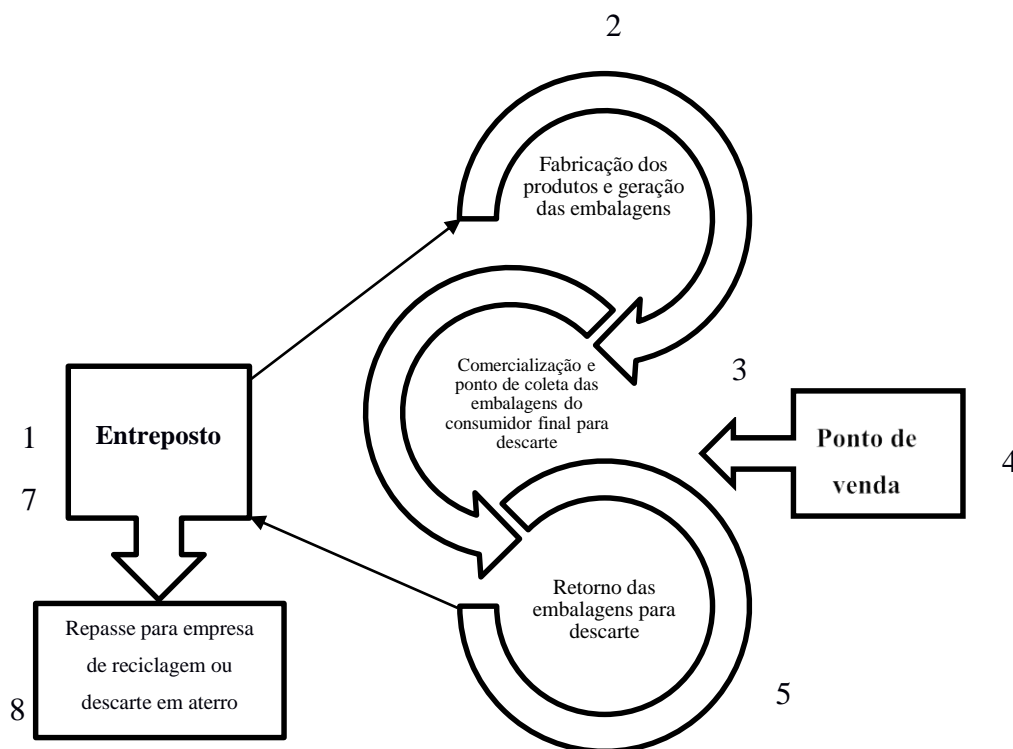 2
Fabricação dos
produtos e geração
das embalagens
Comercialização e
ponto de coleta das
embalagens do
consumidor final para
descarte
3
1
7
Entreposto
Ponto de
venda
4
Retorno das
embalagens para
descarte
5
Repasse para empresa
de reciclagem ou
descarte em aterro
8